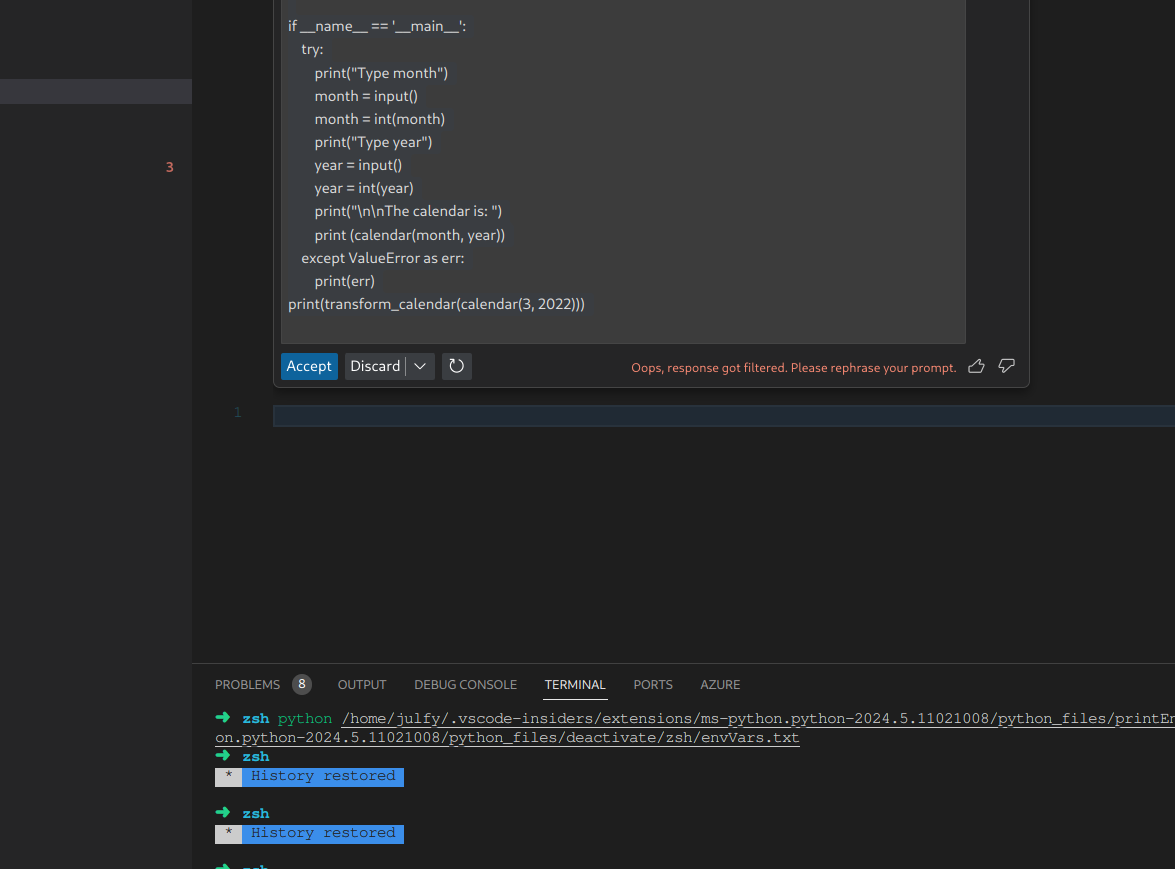 if __name__ == '__main__':
try:
print("Type month")
month = input()
month = int(month)
print("Type year")
year = input()
year = int(year)
print("\n\nThe calendar is: ")
print (calendar(month, year))
except ValueError as err:
print(err)
print(transform_calendar(calendar(3, 2022)))
3
Accept Discard Oops, response got filtered. Please rephrase your prompt.
1
PROBLEMS 8 OUTPUT DEBUG CONSOLE TERMINAL PORTS AZURE
zsh python /home/julfy/.vscode-insiders/extensions/ms-python.python-2024.5.11021008/python_files/printEn
on.python-2024.5.11021008/python_files/deactivate/zsh/envVars.txt
zsh
* History restored
zsh
* History restored
zsh